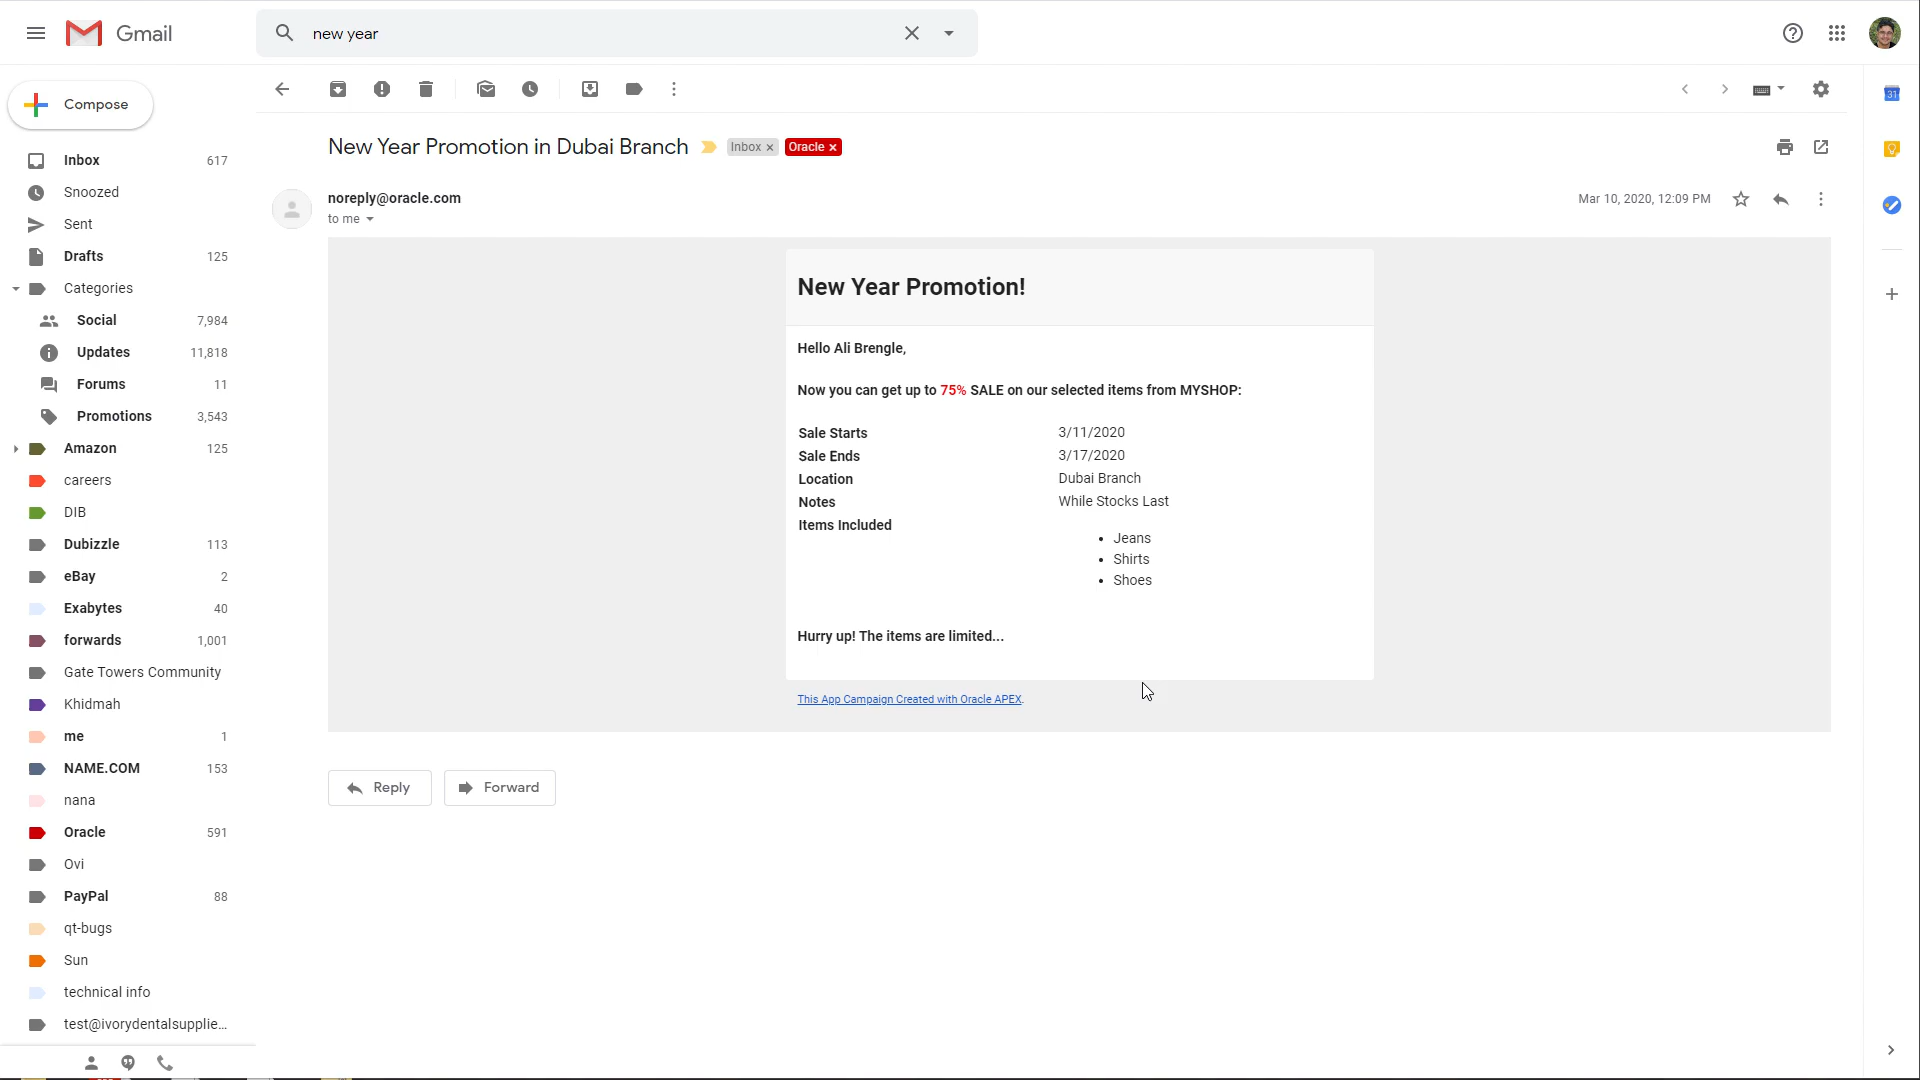 Gmail
new year
Compose
Inbox 617
Snoozed
Sent
Drafts 125
Categories
Social 7,984
Updates 11,818
Forums 11
Promotions 3,543
Amazon 125
careers
DIB
Dubizzle 113
eBay 2
Exabytes 40
forwards 1,001
Gate Towers Community
Khidmah
me 1
NAME.COM 153
nana
Oracle 591
Ovi
PayPal 88
qt-bugs
Sun
technical info
test@ivorydentalsupplie...
New Year Promotion in Dubai Branch Inbox x Oracle x
noreply@oracle.com Mar 10, 2020, 12:09 PM
to me
New Year Promotion!
Hello Ali Brengle,
Now you can get up to 75% SALE on our selected items from MYSHOP:
Sale Starts 3/11/2020
Sale Ends 3/17/2020
Location Dubai Branch
Notes While Stocks Last
Items Included
• Jeans
• Shirts
• Shoes
Hurry up! The items are limited...
This App Campaign Created with Oracle APEX.
Reply Forward
31